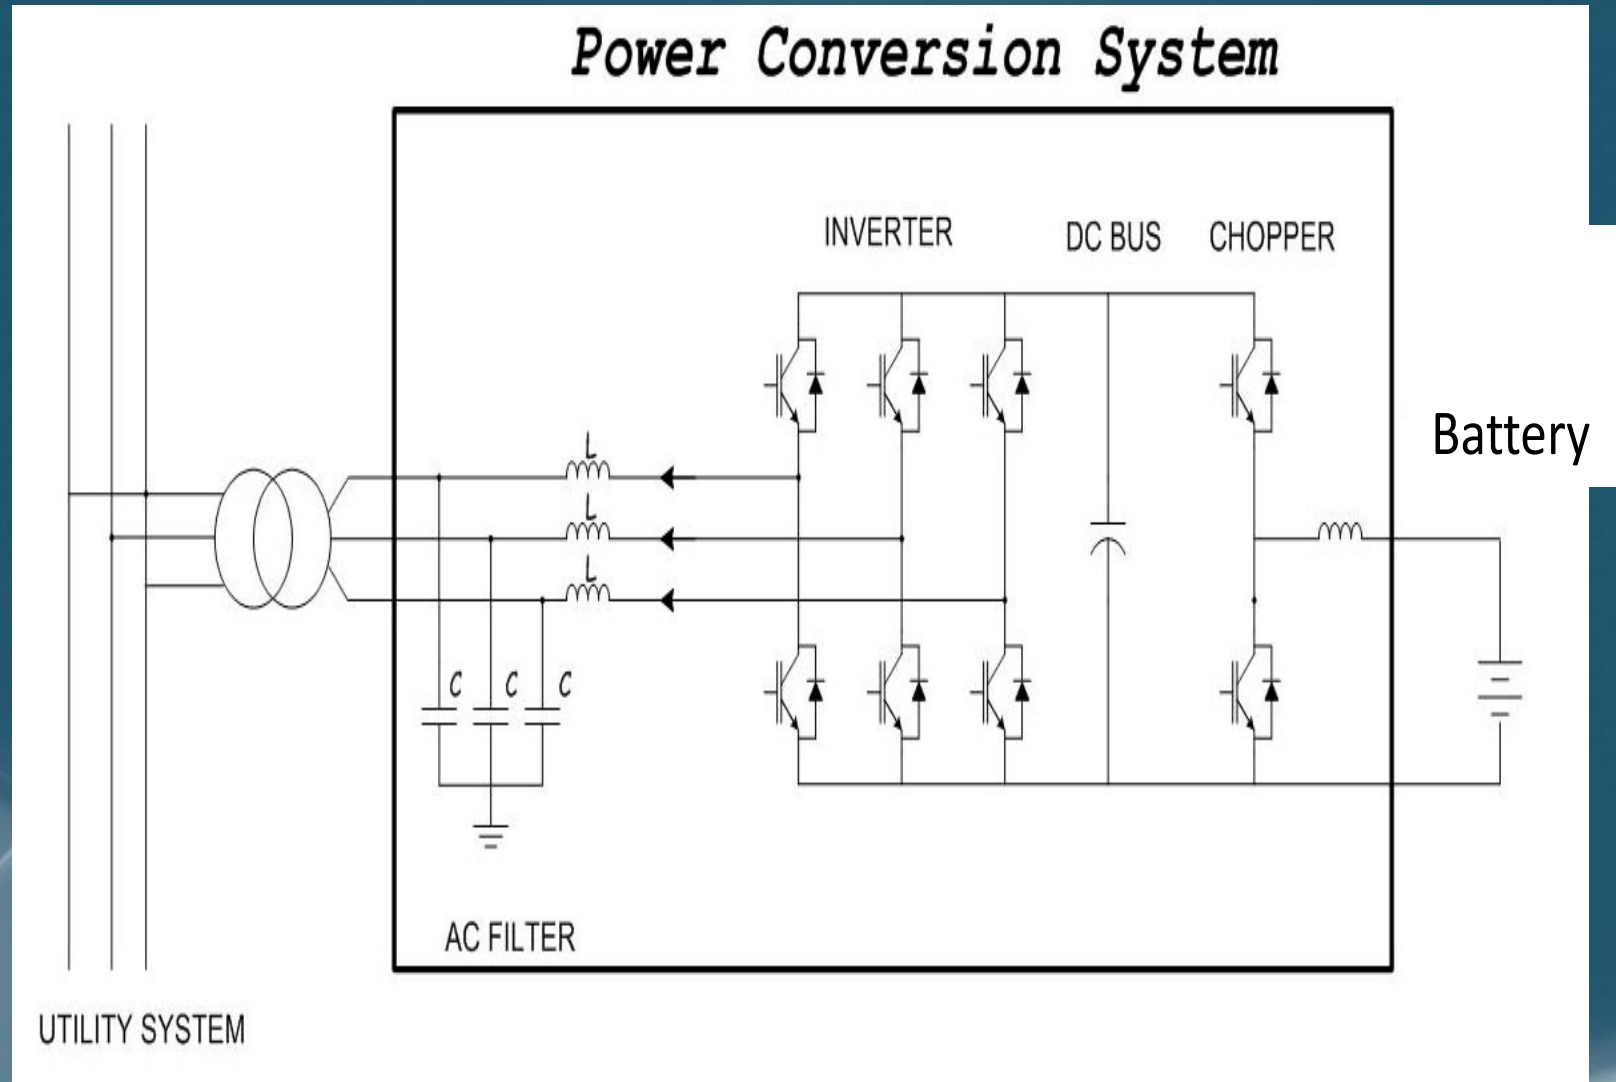 Power Conversion System
INVERTER
DC BUS
CHOPPER
Battery
L
L
L
C
C
C
AC FILTER
UTILITY SYSTEM